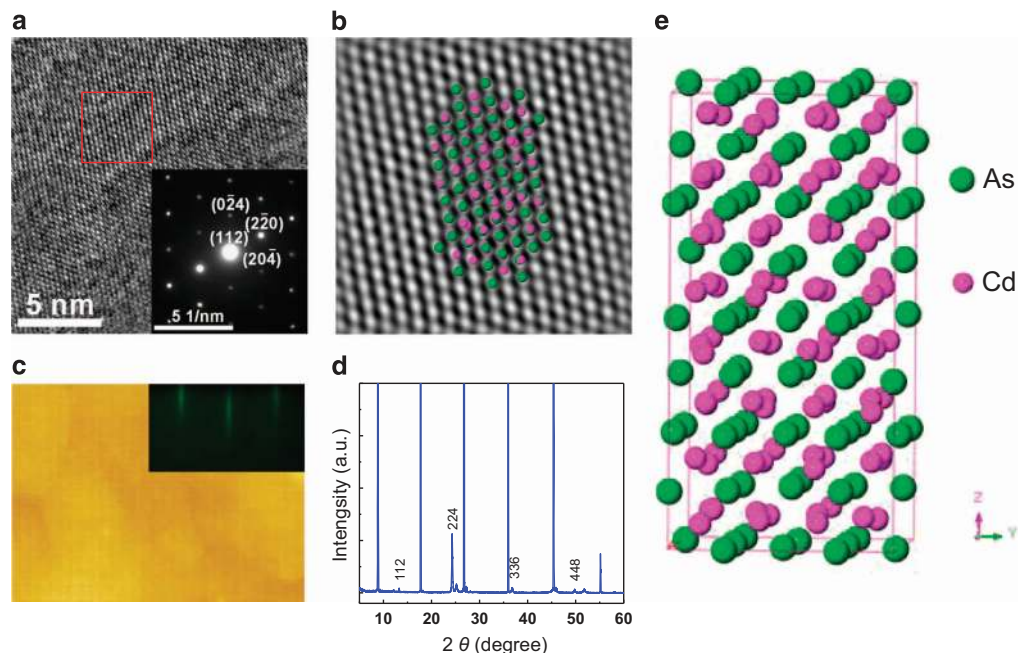 a
b
e
(02̄4)
(22̄0)
(112)
(204̄)
5 nm
5 1/nm
As
Cd
Z
Y
c
d
Intengsity (a.u.)
112
224
336
448
10 20 30 40 50 60
2 θ (degree)